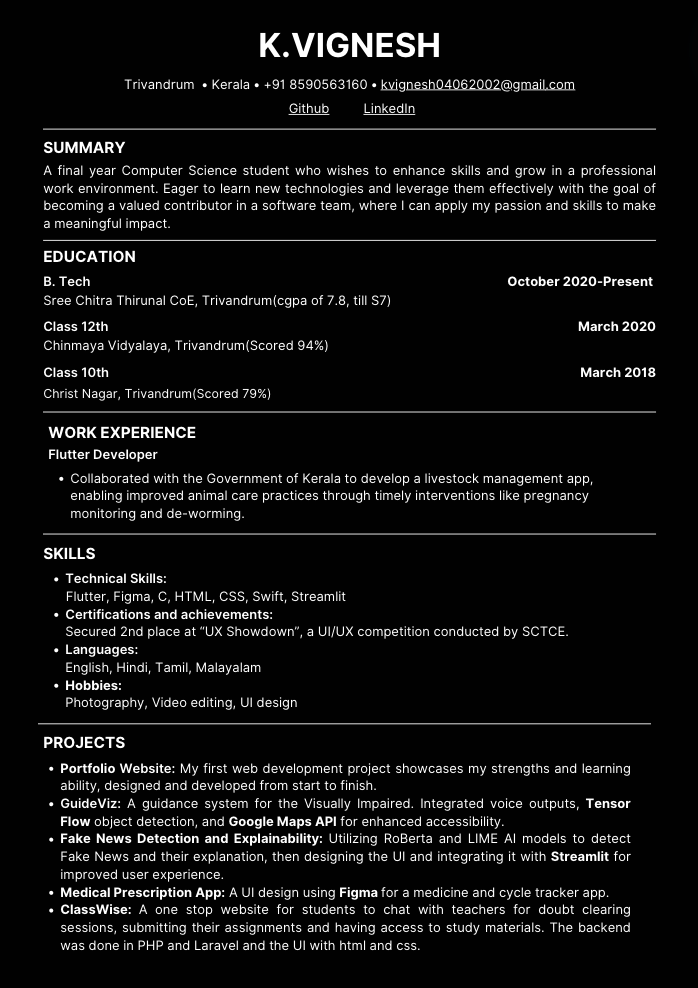 K.VIGNESH
Trivandrum • Kerala • +91 8590563160 • kvignesh04062002@gmail.com
Github LinkedIn
SUMMARY
A final year Computer Science student who wishes to enhance skills and grow in a professional
work environment. Eager to learn new technologies and leverage them effectively with the goal of
becoming a valued contributor in a software team, where I can apply my passion and skills to make
a meaningful impact.
EDUCATION
B. Tech October 2020-Present
Sree Chitra Thirunal CoE, Trivandrum(cgpa of 7.8, till S7)
Class 12th March 2020
Chinmaya Vidyalaya, Trivandrum(Scored 94%)
Class 10th March 2018
Christ Nagar, Trivandrum(Scored 79%)
WORK EXPERIENCE
Flutter Developer
• Collaborated with the Government of Kerala to develop a livestock management app,
enabling improved animal care practices through timely interventions like pregnancy
monitoring and de-worming.
SKILLS
• Technical Skills:
Flutter, Figma, C, HTML, CSS, Swift, Streamlit
• Certifications and achievements:
Secured 2nd place at “UX Showdown”, a UI/UX competition conducted by SCTCE.
• Languages:
English, Hindi, Tamil, Malayalam
• Hobbies:
Photography, Video editing, UI design
PROJECTS
• Portfolio Website: My first web development project showcases my strengths and learning
ability, designed and developed from start to finish.
• GuideViz: A guidance system for the Visually Impaired. Integrated voice outputs, Tensor
Flow object detection, and Google Maps API for enhanced accessibility.
• Fake News Detection and Explainability: Utilizing RoBerta and LIME AI models to detect
Fake News and their explanation, then designing the UI and integrating it with Streamlit for
improved user experience.
• Medical Prescription App: A UI design using Figma for a medicine and cycle tracker app.
• ClassWise: A one stop website for students to chat with teachers for doubt clearing
sessions, submitting their assignments and having access to study materials. The backend
was done in PHP and Laravel and the UI with html and css.